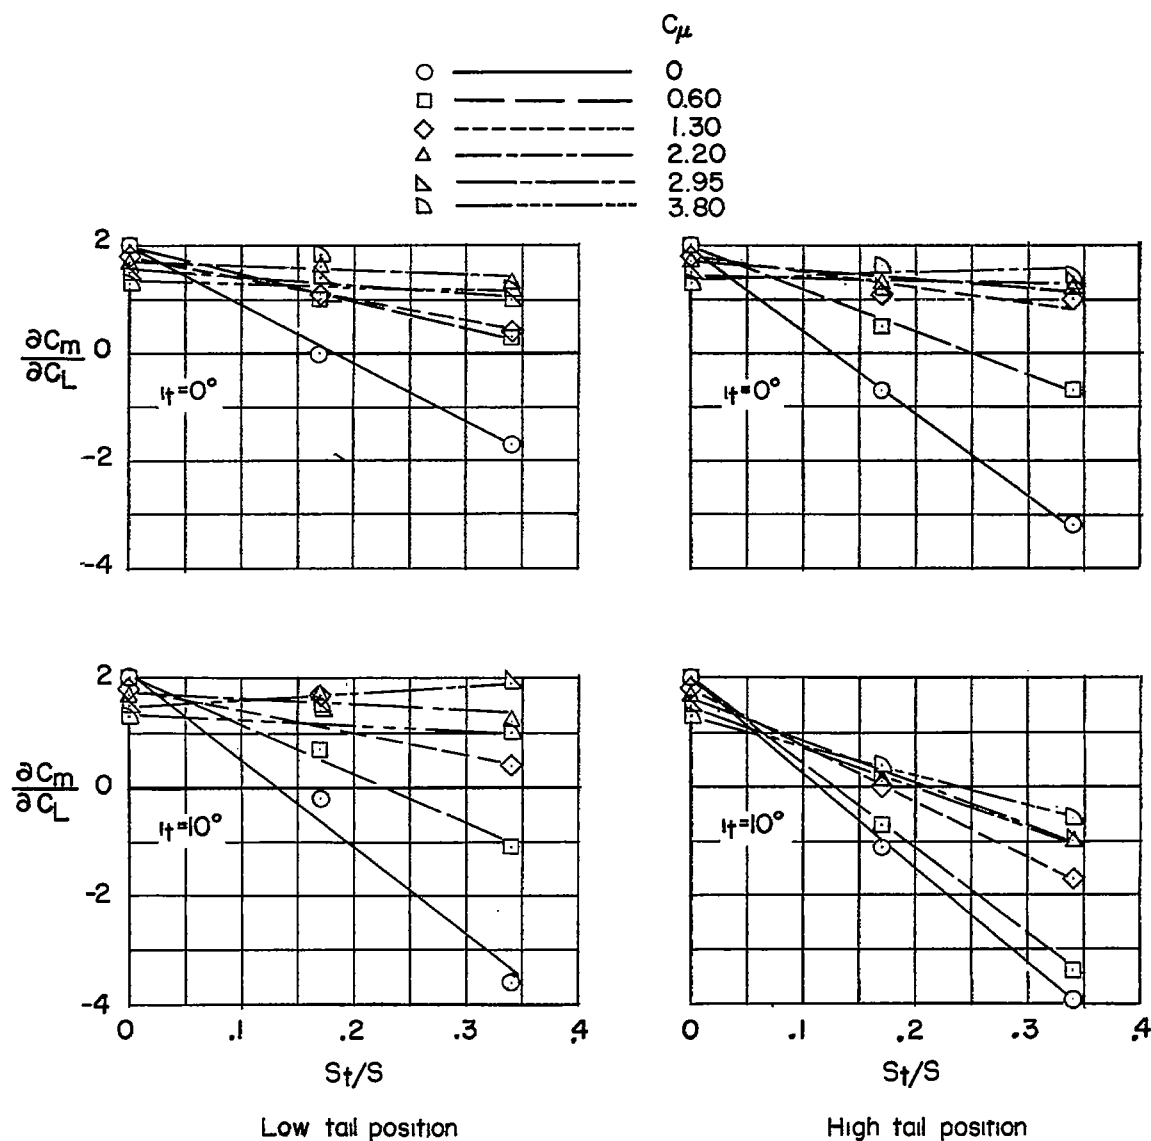 Cμ
0
0.60
1.30
2.20
2.95
3.80
2
0
-2
-4
∂Cm
∂CL
it=0°
it=0°
2
0
-2
-4
∂Cm
∂CL
it=10°
it=10°
0 .1 .2 .3 .4
0 .1 .2 .3 .4
St/S
St/S
Low tail position
High tail position